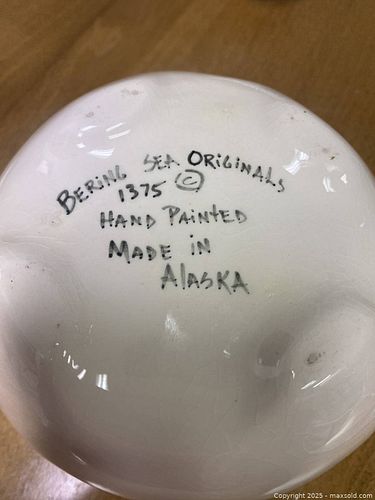 BERING SEA ORIGINALS
1375 ©
HAND PAINTED
MADE IN
ALASKA
Copyright 2025 - maxsold.com